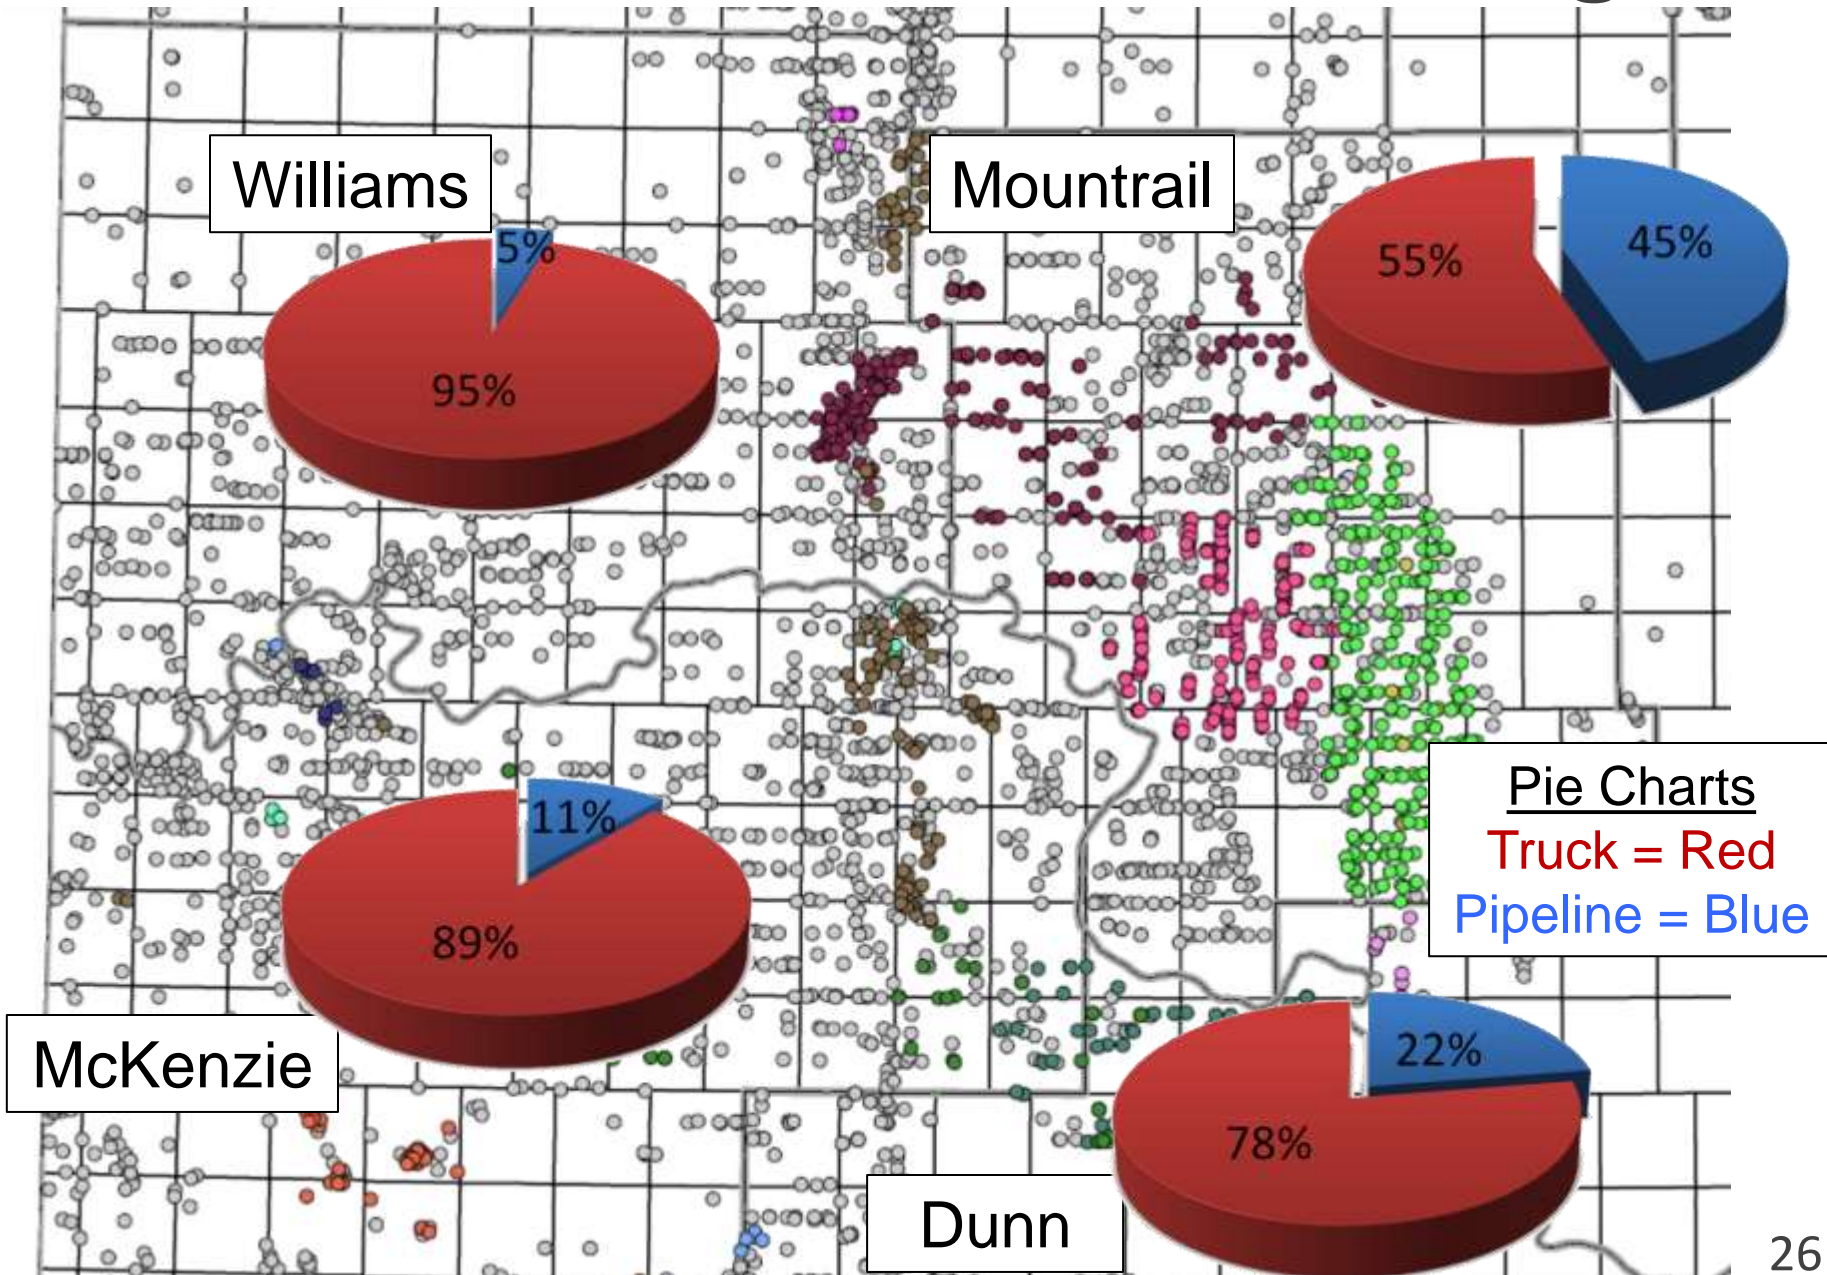 Williams
5%
95%
Mountrail
55%
45%
11%
89%
McKenzie
Pie Charts
Truck = Red
Pipeline = Blue
22%
78%
Dunn
26